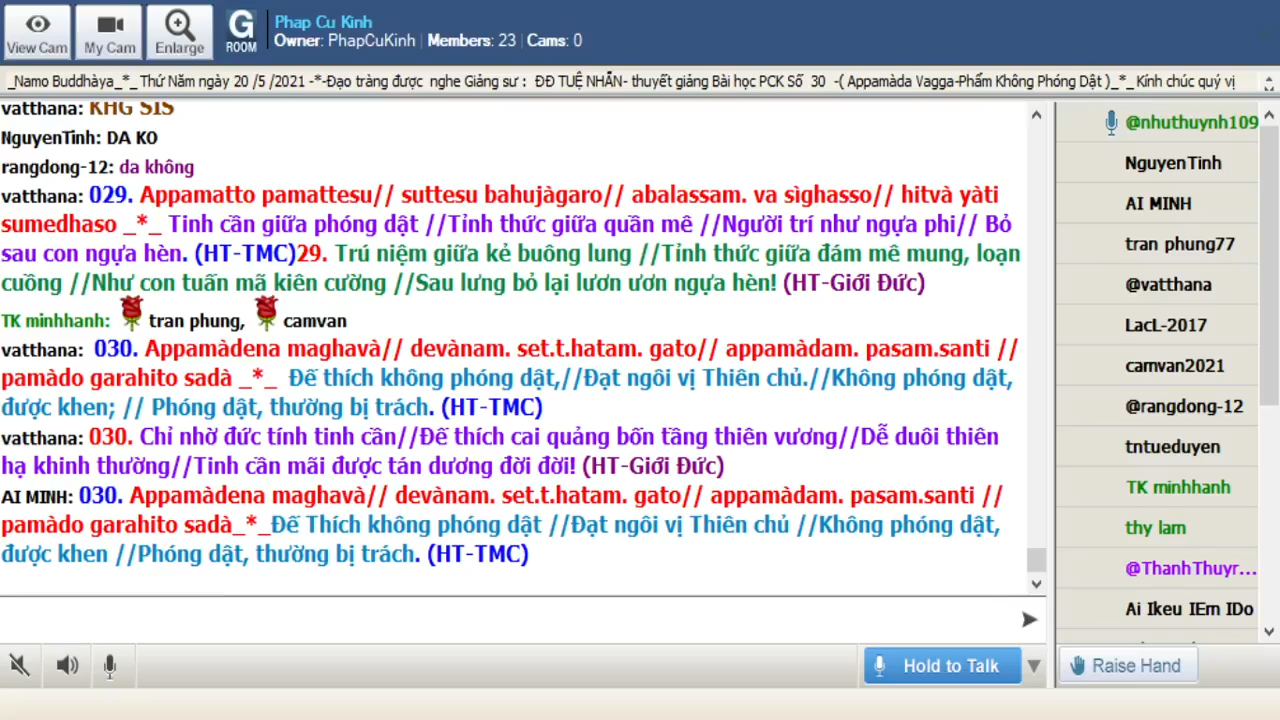 View Cam
My Cam
Enlarge
G
ROOM
Phap Cu Kinh
Owner: PhapCuKinh | Members: 23 | Cams: 0
_Namo Buddhàya_*_ Thứ Năm ngày 20 /5 /2021 -*-Đạo tràng được nghe Giảng sư : ĐĐ TUỆ NHẪN- thuyết giảng Bài học PCK Số 30 -( Appamàda Vagga-Phẩm Không Phóng Dật )_*_ Kính chúc quý vị
vatthana: KHG SIS
NguyenTinh: DA KO
rangdong-12: da không
vatthana: 029. Appamatto pamattesu// suttesu bahujàgaro// abalassam. va sìghasso// hitvà yàti
sumedhaso _*_ Tinh cần giữa phóng dật //Tỉnh thức giữa quần mê //Người trí như ngựa phi// Bỏ
sau con ngựa hèn. (HT-TMC)29. Trú niệm giữa kẻ buông lung //Tỉnh thức giữa đám mê mung, loạn
cuồng //Như con tuấn mã kiên cường //Sau lưng bỏ lại lươn ươn ngựa hèn! (HT-Giới Đức)
TK minhhanh: tran phung, camvan
vatthana: 030. Appamàdena maghavà// devànam. set.t.hatam. gato// appamàdam. pasam.santi //
pamàdo garahito sadà _*_ Đế thích không phóng dật,//Đạt ngôi vị Thiên chủ.//Không phóng dật,
được khen; // Phóng dật, thường bị trách. (HT-TMC)
vatthana: 030. Chỉ nhờ đức tính tinh cần//Đế thích cai quảng bốn tầng thiên vương//Dễ duôi thiên
hạ khinh thường//Tinh cần mãi được tán dương đời đời! (HT-Giới Đức)
AI MINH: 030. Appamàdena maghavà// devànam. set.t.hatam. gato// appamàdam. pasam.santi //
pamàdo garahito sadà_*_Đế Thích không phóng dật //Đạt ngôi vị Thiên chủ //Không phóng dật,
được khen //Phóng dật, thường bị trách. (HT-TMC)
@nhuthuynh109
NguyenTinh
AI MINH
tran phung77
@vatthana
LacL-2017
camvan2021
@rangdong-12
tntueduyen
TK minhhanh
thy lam
@ThanhThuyr...
Ai Ikeu IEm IDo
Hold to Talk
Raise Hand